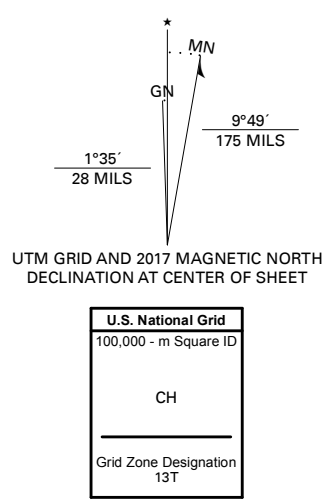 ★
MN
GN
9°49´
175 MILS
1°35´
28 MILS
UTM GRID AND 2017 MAGNETIC NORTH
DECLINATION AT CENTER OF SHEET
U.S. National Grid
100,000 - m Square ID
CH
Grid Zone Designation
13T